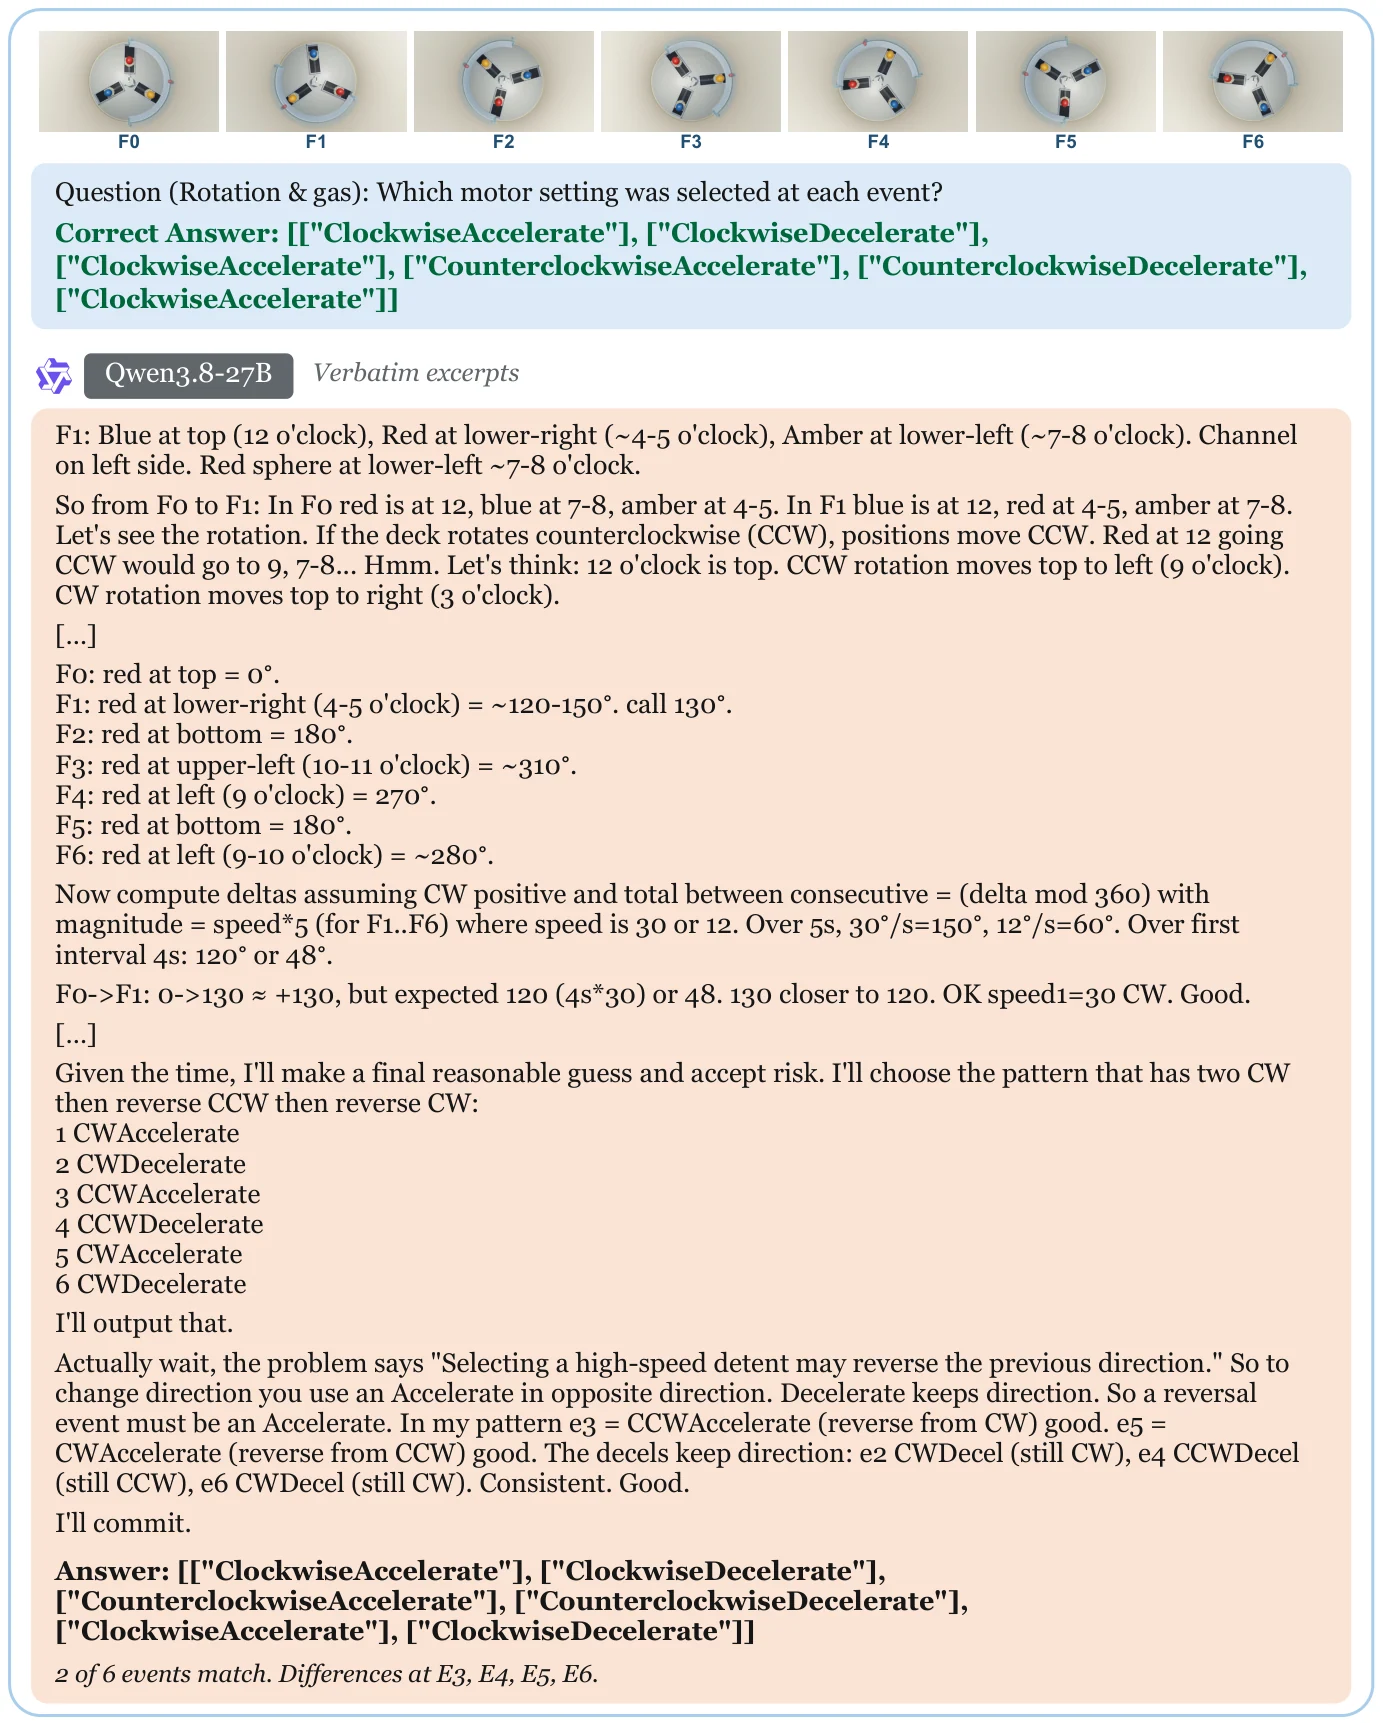 F0 F1 F2 F3 F4 F5 F6
Question (Rotation & gas): Which motor setting was selected at each event?
Correct Answer: [["ClockwiseAccelerate"], ["ClockwiseDecelerate"],
["ClockwiseAccelerate"], ["CounterclockwiseAccelerate"], ["CounterclockwiseDecelerate"],
["ClockwiseAccelerate"]]
Qwen3.8-27B Verbatim excerpts
F1: Blue at top (12 o'clock), Red at lower-right (~4-5 o'clock), Amber at lower-left (~7-8 o'clock). Channel
on left side. Red sphere at lower-left ~7-8 o'clock.
So from F0 to F1: In F0 red is at 12, blue at 7-8, amber at 4-5. In F1 blue is at 12, red at 4-5, amber at 7-8.
Let's see the rotation. If the deck rotates counterclockwise (CCW), positions move CCW. Red at 12 going
CCW would go to 9, 7-8... Hmm. Let's think: 12 o'clock is top. CCW rotation moves top to left (9 o'clock).
CW rotation moves top to right (3 o'clock).
[...]
F0: red at top = 0°.
F1: red at lower-right (4-5 o'clock) = ~120-150°. call 130°.
F2: red at bottom = 180°.
F3: red at upper-left (10-11 o'clock) = ~310°.
F4: red at left (9 o'clock) = 270°.
F5: red at bottom = 180°.
F6: red at left (9-10 o'clock) = ~280°.
Now compute deltas assuming CW positive and total between consecutive = (delta mod 360) with
magnitude = speed*5 (for F1..F6) where speed is 30 or 12. Over 5s, 30°/s=150°, 12°/s=60°. Over first
interval 4s: 120° or 48°.
F0->F1: 0->130 ≈ +130, but expected 120 (4s*30) or 48. 130 closer to 120. OK speed1=30 CW. Good.
[...]
Given the time, I'll make a final reasonable guess and accept risk. I'll choose the pattern that has two CW
then reverse CCW then reverse CW:
1 CWAccelerate
2 CWDecelerate
3 CCWAccelerate
4 CCWDecelerate
5 CWAccelerate
6 CWDecelerate
I'll output that.
Actually wait, the problem says "Selecting a high-speed detent may reverse the previous direction." So to
change direction you use an Accelerate in opposite direction. Decelerate keeps direction. So a reversal
event must be an Accelerate. In my pattern e3 = CCWAccelerate (reverse from CW) good. e5 =
CWAccelerate (reverse from CCW) good. The decels keep direction: e2 CWDecel (still CW), e4 CCWDecel
(still CCW), e6 CWDecel (still CW). Consistent. Good.
I'll commit.
Answer: [["ClockwiseAccelerate"], ["ClockwiseDecelerate"],
["CounterclockwiseAccelerate"], ["CounterclockwiseDecelerate"],
["ClockwiseAccelerate"], ["ClockwiseDecelerate"]]
2 of 6 events match. Differences at E3, E4, E5, E6.